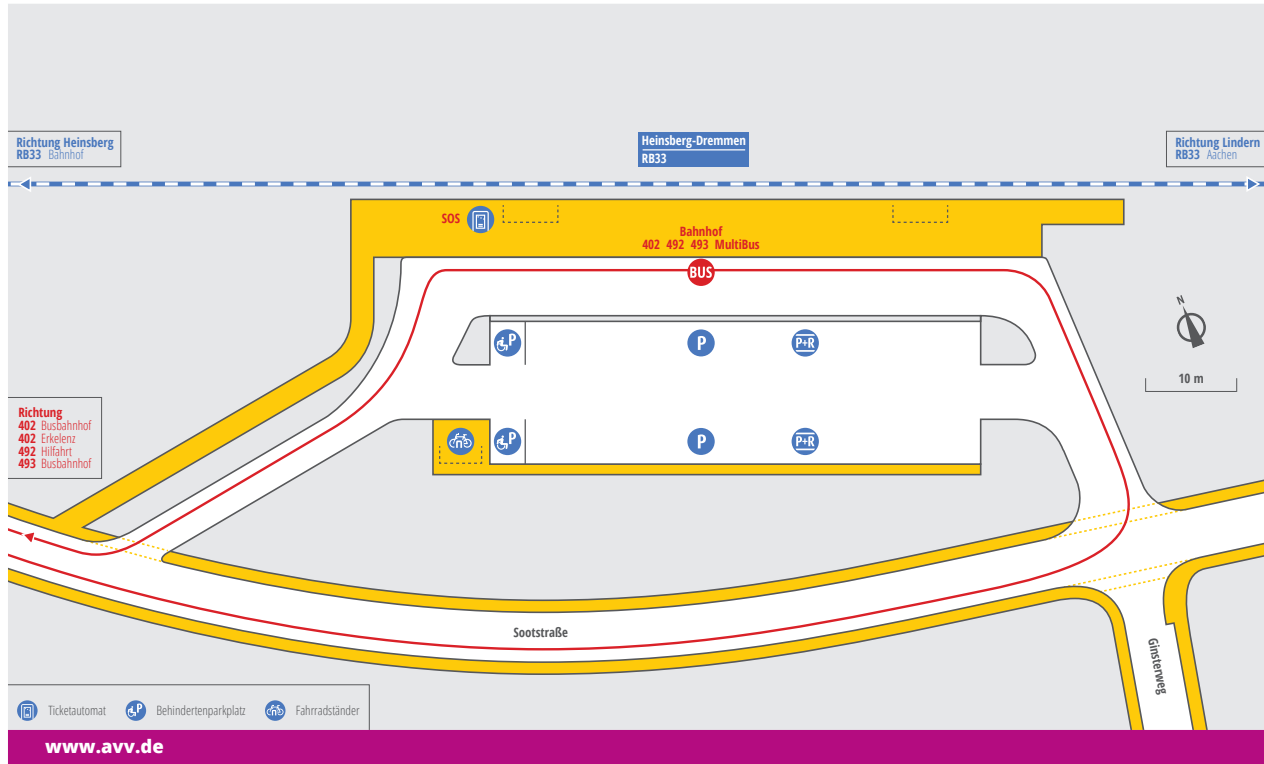 Richtung Heinsberg
RB33 Bahnhof
Heinsberg-Dremmen
RB33
Richtung Lindern
RB33 Aachen
SOS
Bahnhof
402 492 493 MultiBus
BUS
N
P
P
P+R
10 m
Richtung
402 Busbahnhof
402 Erkelenz
492 Hilfahrt
493 Busbahnhof
P
P
P+R
Sootstraße
Ginsterweg
Ticketautomat
P Behindertenparkplatz
Fahrradständer
www.avv.de